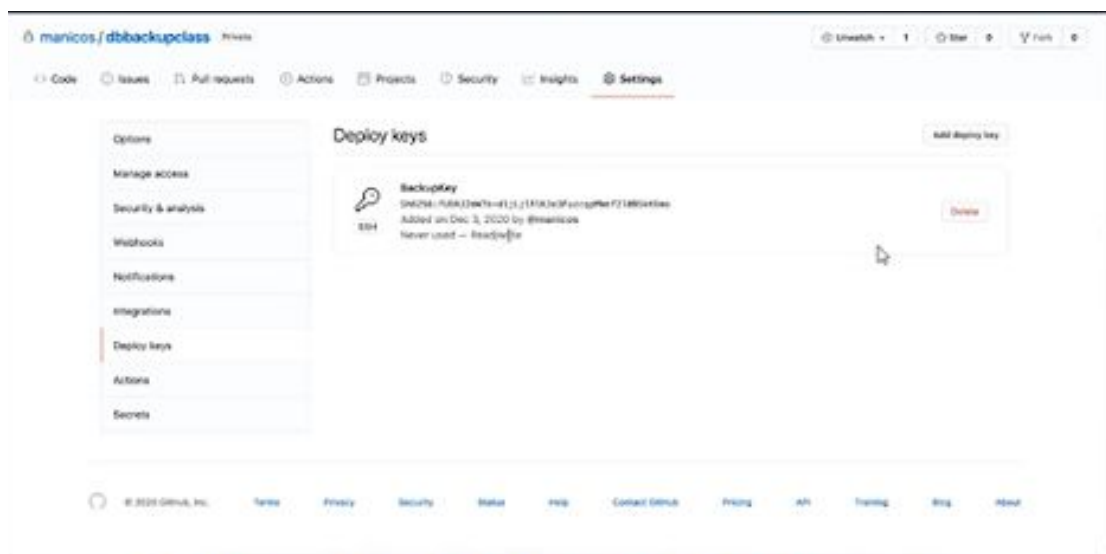 manicos / dbbackupclass Private
Unwatch 1 Star 0 Fork 0
Code Issues Pull requests Actions Projects Security Insights Settings
Options
Manage access
Security & analysis
Webhooks
Notifications
Integrations
Deploy keys
Actions
Secrets
Deploy keys
Add deploy key
BackupKey
SSH
Added on Dec 3, 2020 by @manicos
Never used — Read/write
Delete
© 2020 GitHub, Inc. Terms Privacy Security Status Help Contact GitHub Pricing API Training Blog About